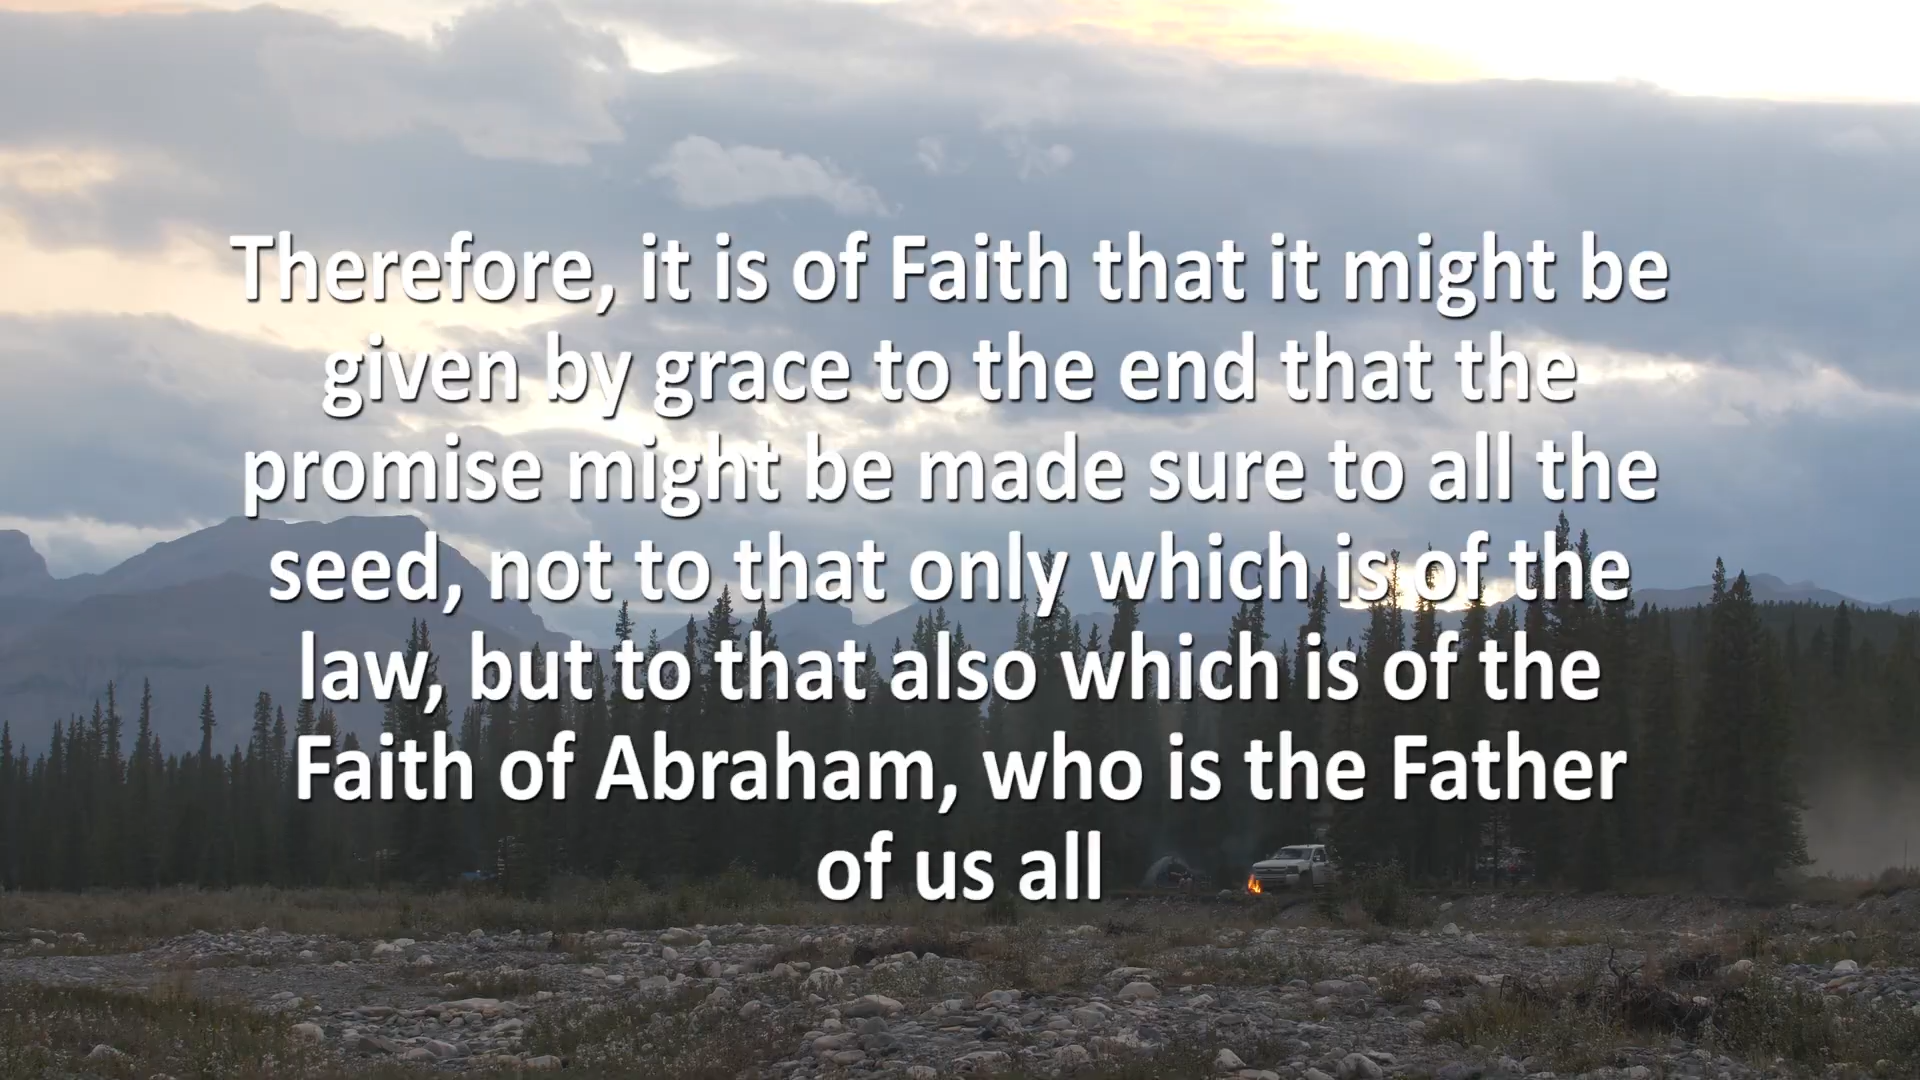 Therefore, it is of Faith that it might be
given by grace to the end that the
promise might be made sure to all the
seed, not to that only which is of the
law, but to that also which is of the
Faith of Abraham, who is the Father
of us all